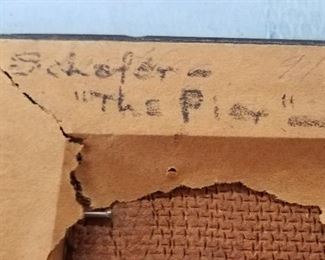 Schafer -
"The Pier" -